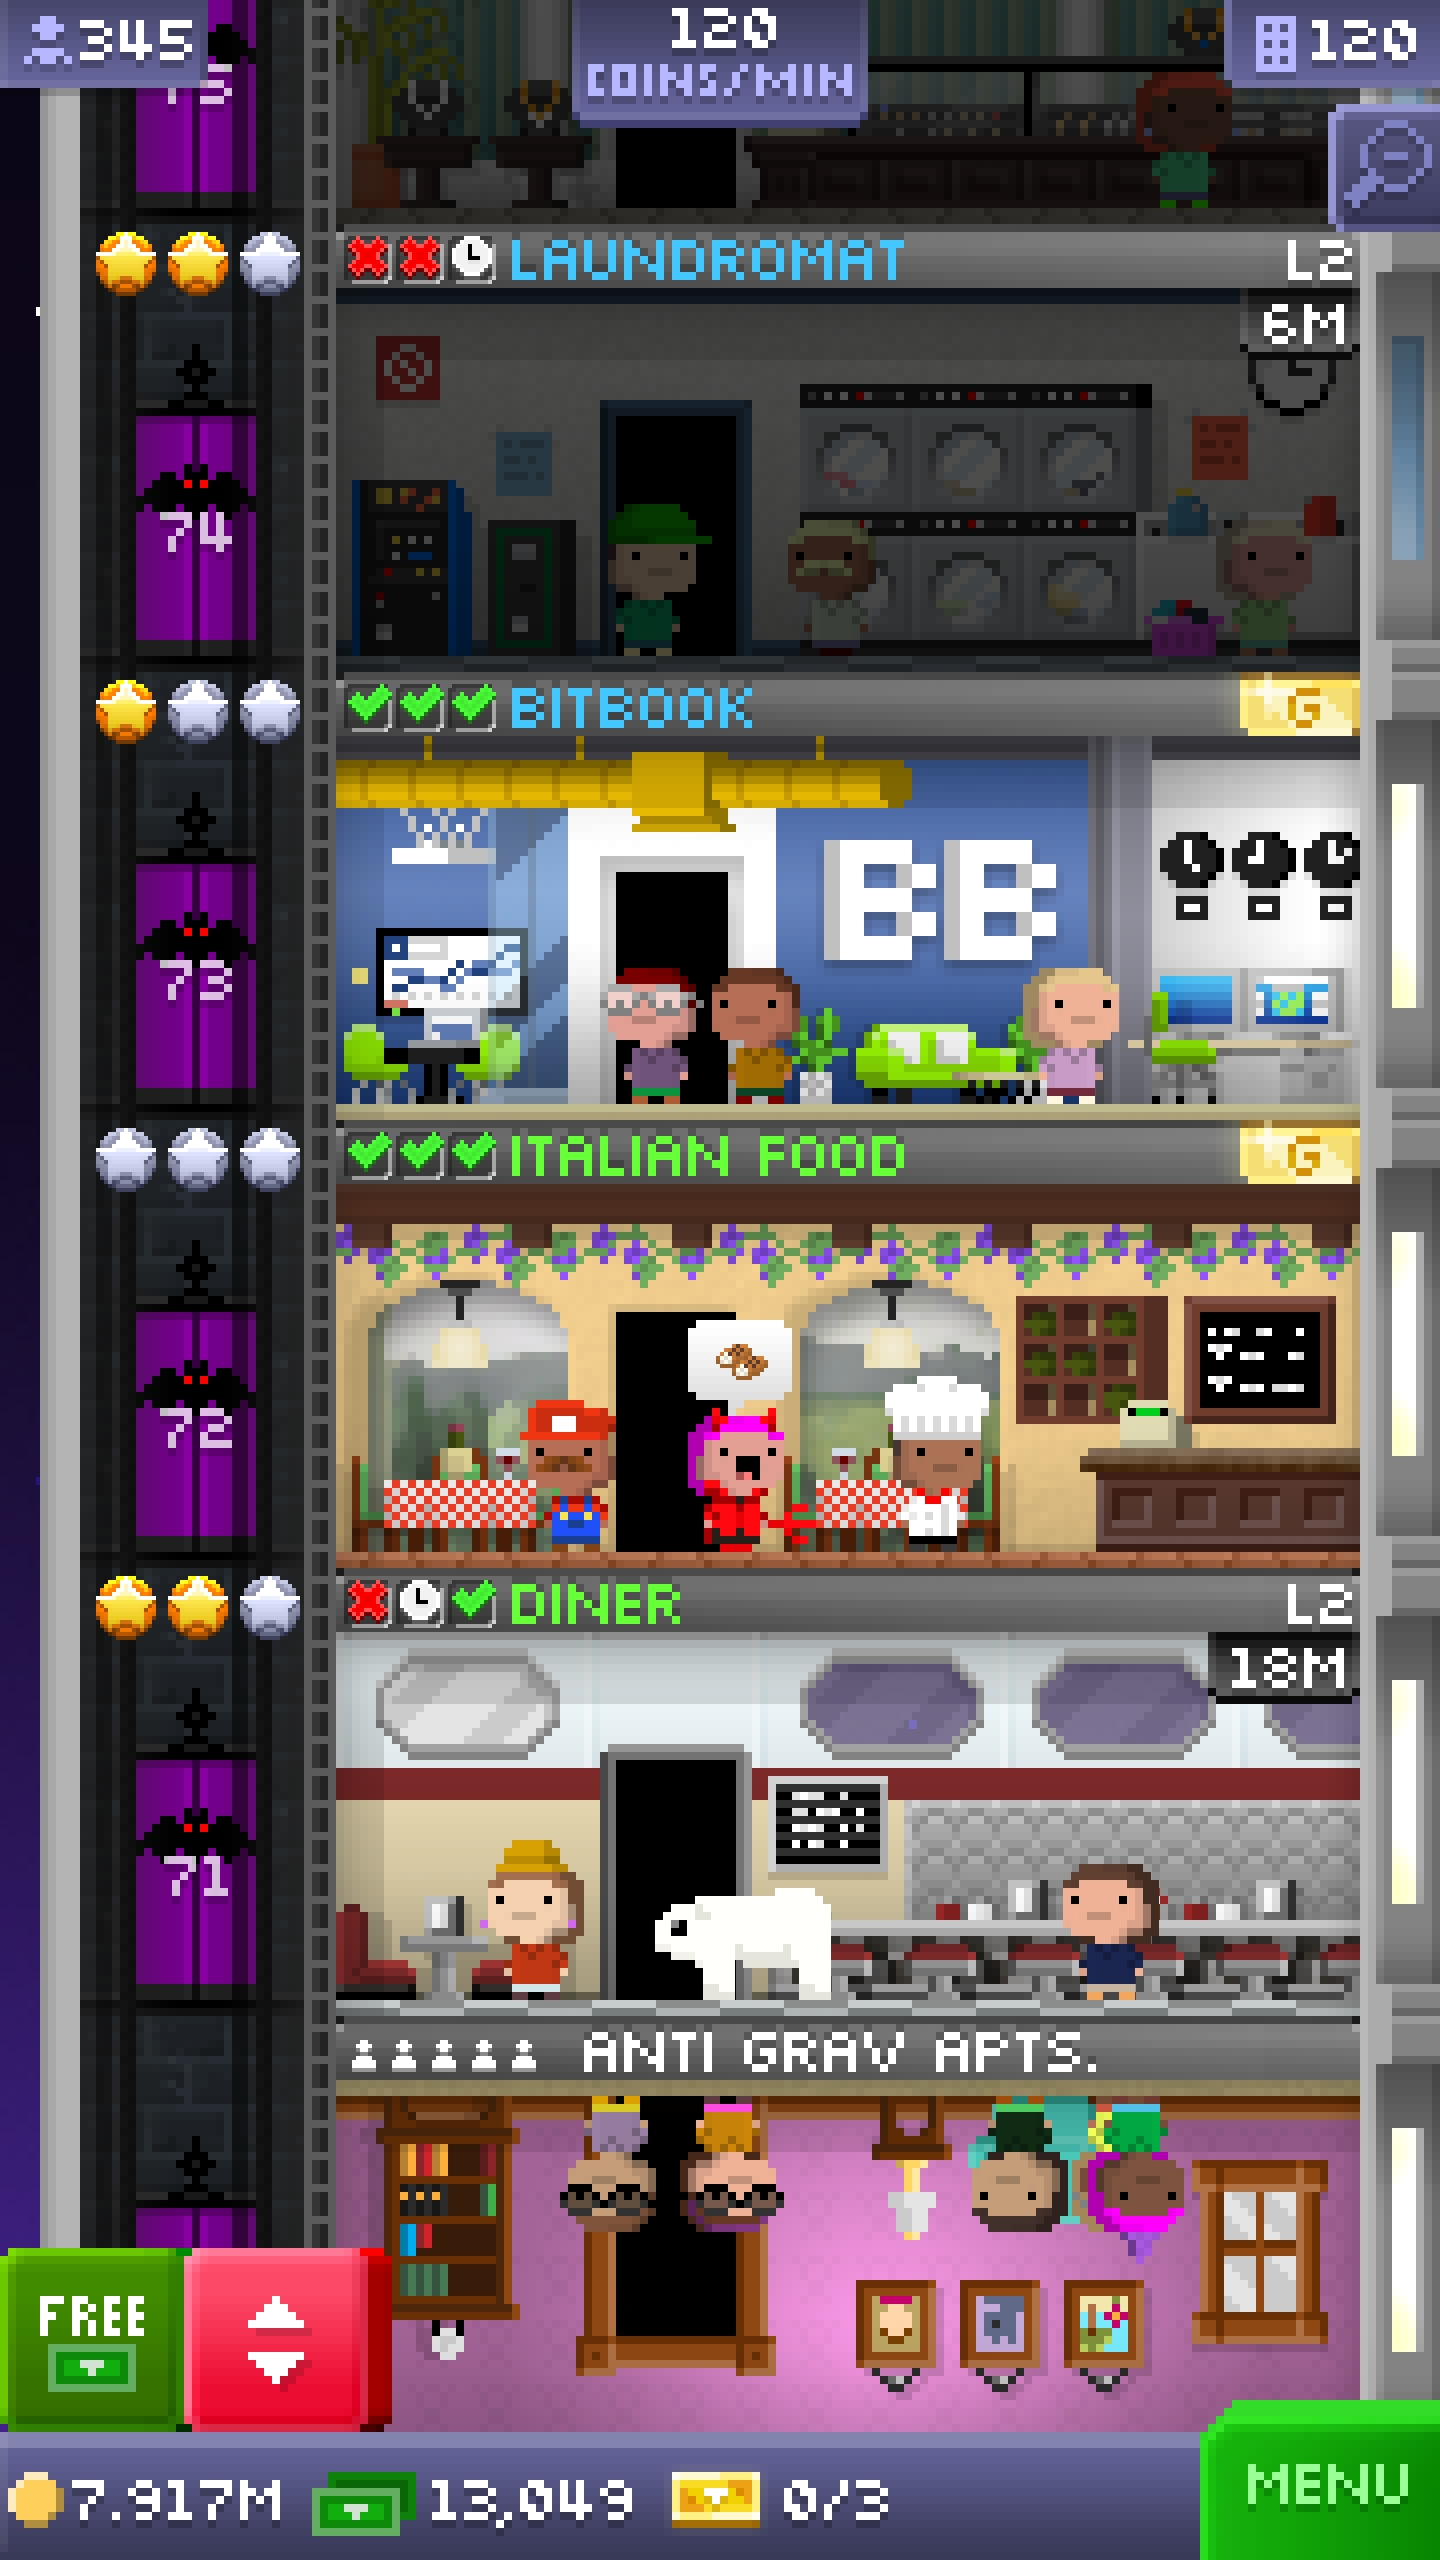 345
120
COINS/MIN
120
LAUNDROMAT
L2
6M
74
BITBOOK
G
BB
73
ITALIAN FOOD
G
72
DINER
L2
18M
71
ANTI GRAV APTS.
FREE
7.917M
13,049
0/3
MENU